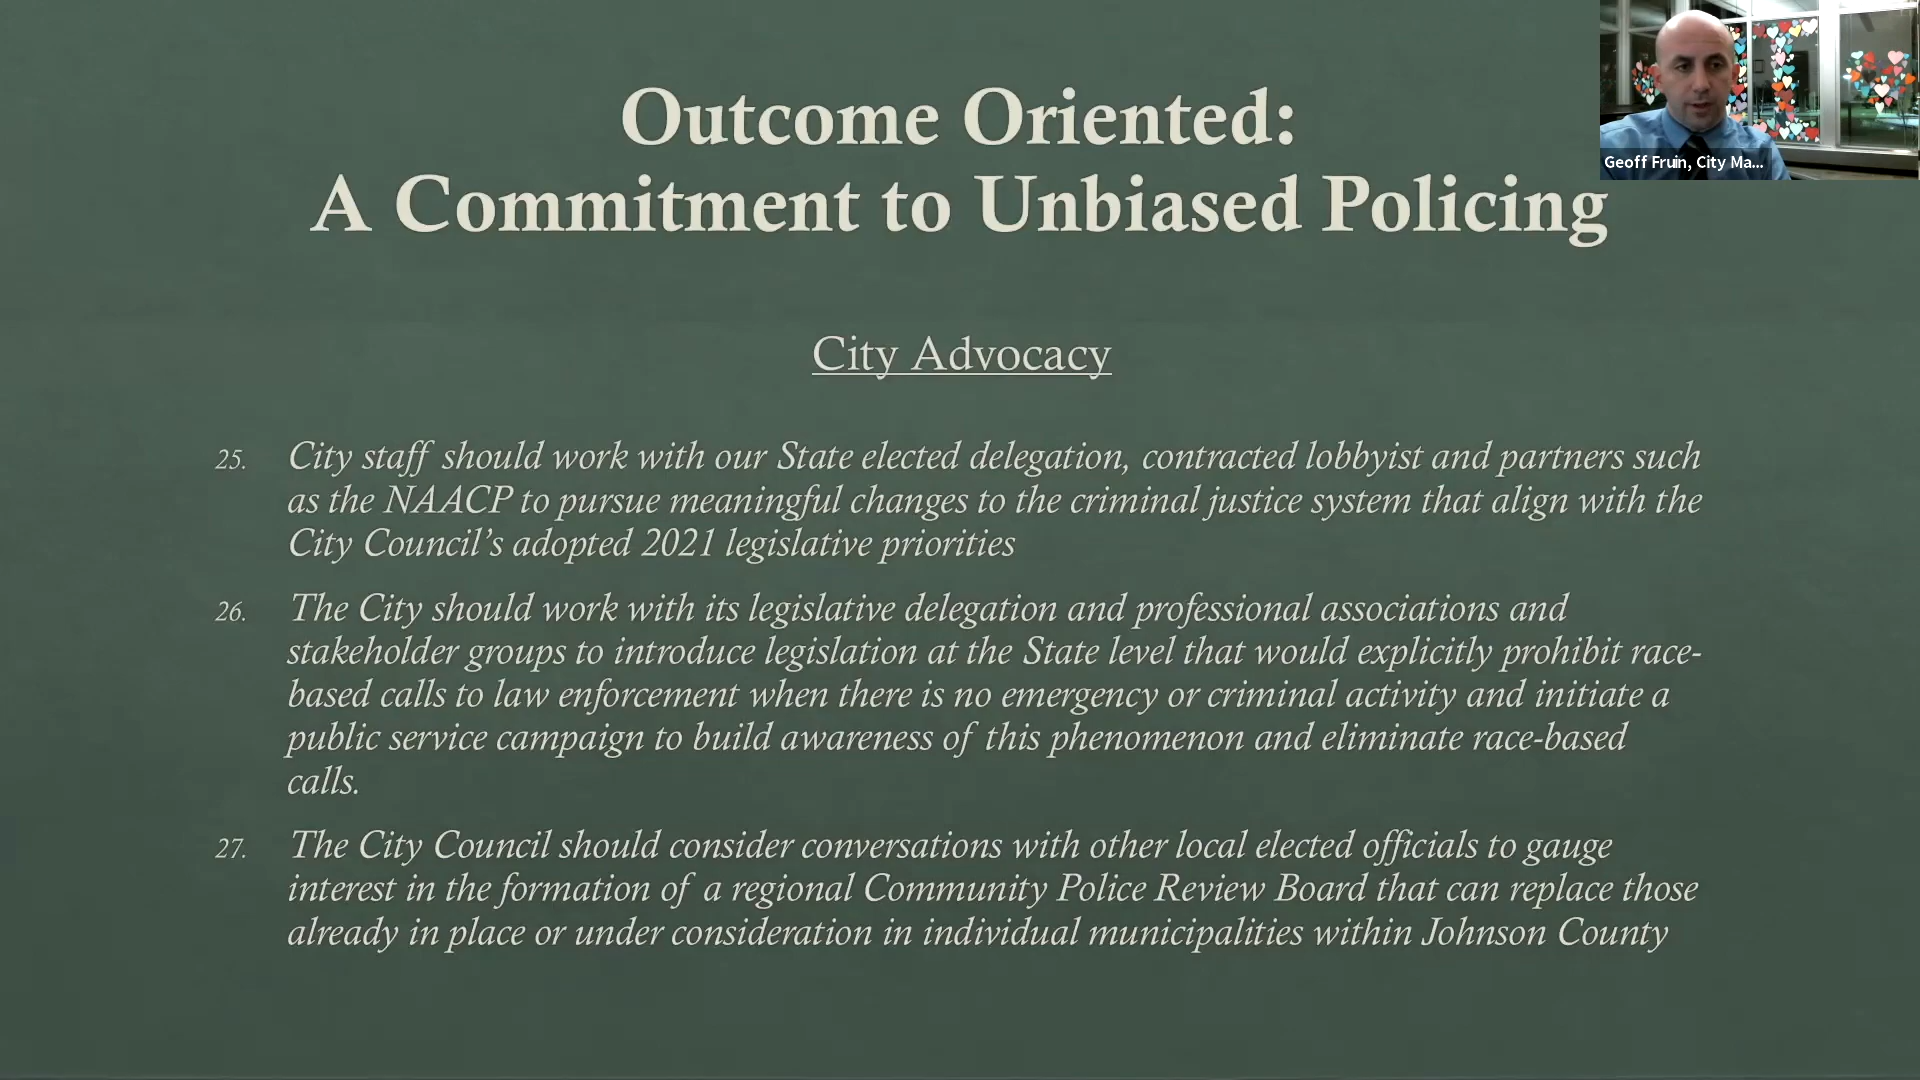 Outcome Oriented:
A Commitment to Unbiased Policing
Geoff Fruin, City Ma...
City Advocacy
25. City staff should work with our State elected delegation, contracted lobbyist and partners such
as the NAACP to pursue meaningful changes to the criminal justice system that align with the
City Council’s adopted 2021 legislative priorities
26. The City should work with its legislative delegation and professional associations and
stakeholder groups to introduce legislation at the State level that would explicitly prohibit race-
based calls to law enforcement when there is no emergency or criminal activity and initiate a
public service campaign to build awareness of this phenomenon and eliminate race-based
calls.
27. The City Council should consider conversations with other local elected officials to gauge
interest in the formation of a regional Community Police Review Board that can replace those
already in place or under consideration in individual municipalities within Johnson County